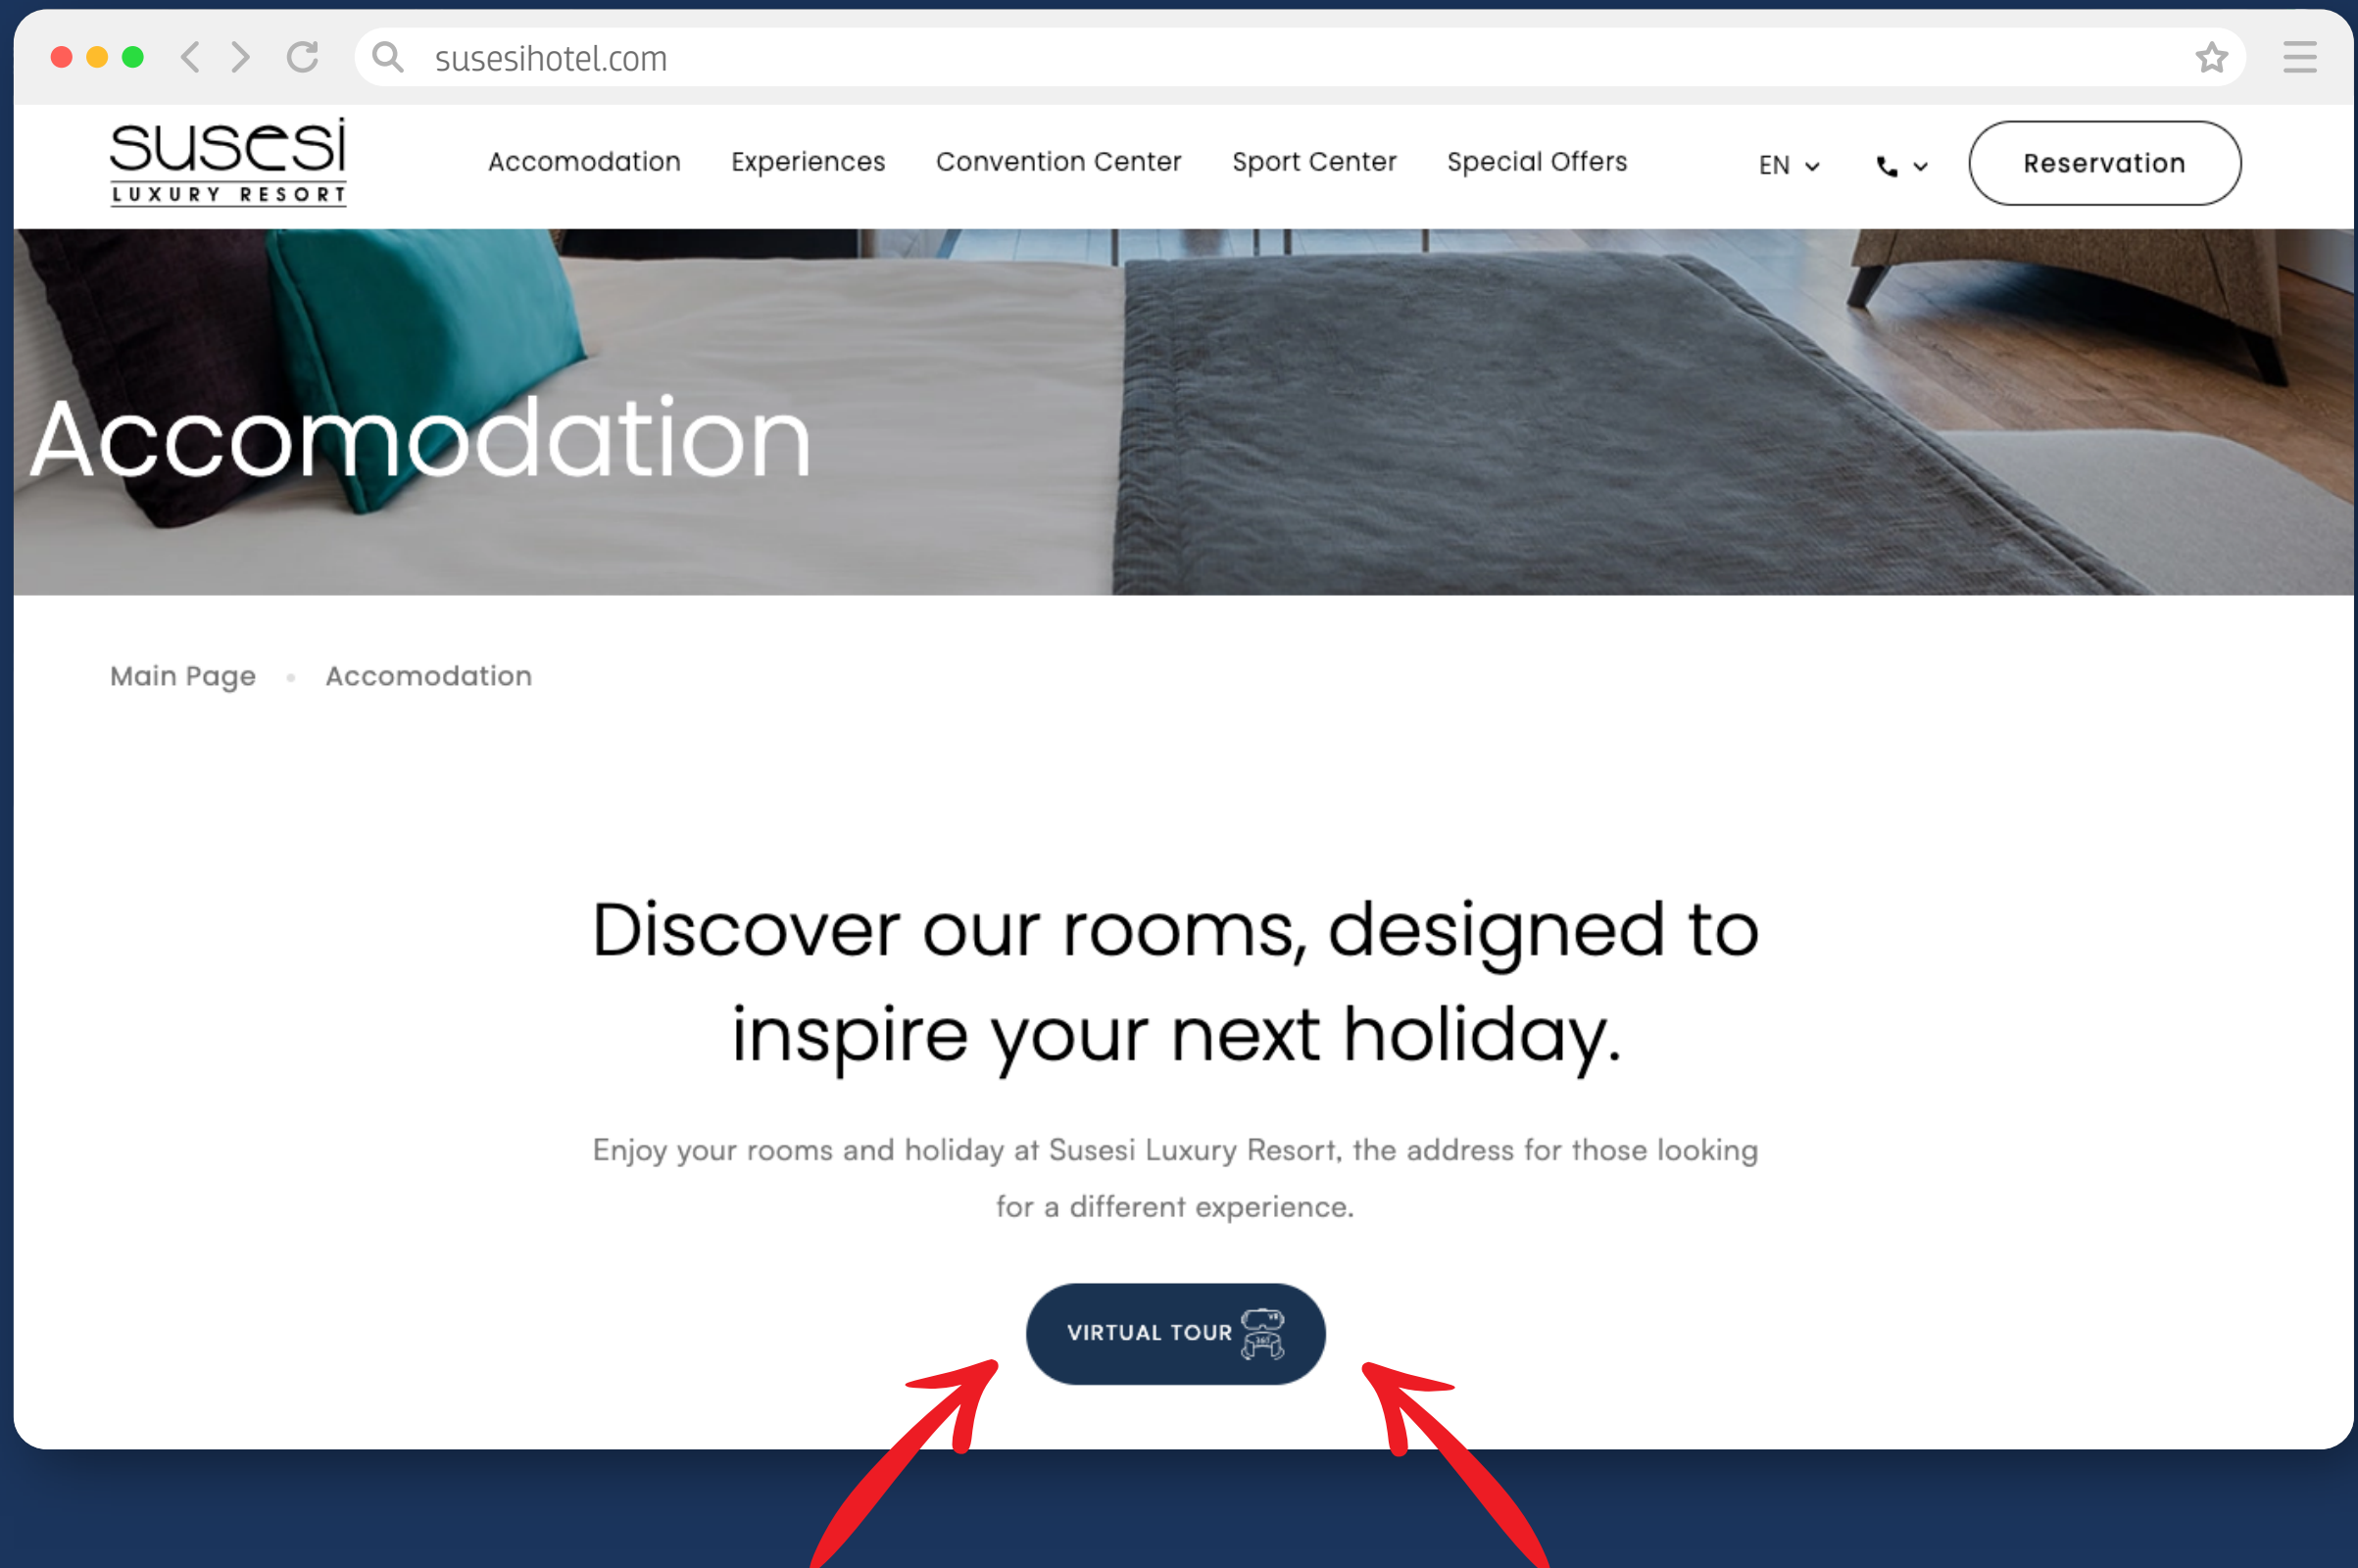 susesihotel.com
susesi
LUXURY RESORT
Accomodation Experiences Convention Center Sport Center Special Offers EN Reservation
Accomodation
Main Page • Accomodation
Discover our rooms, designed to
inspire your next holiday.
Enjoy your rooms and holiday at Susesi Luxury Resort, the address for those looking
for a different experience.
VIRTUAL TOUR
VR
360°